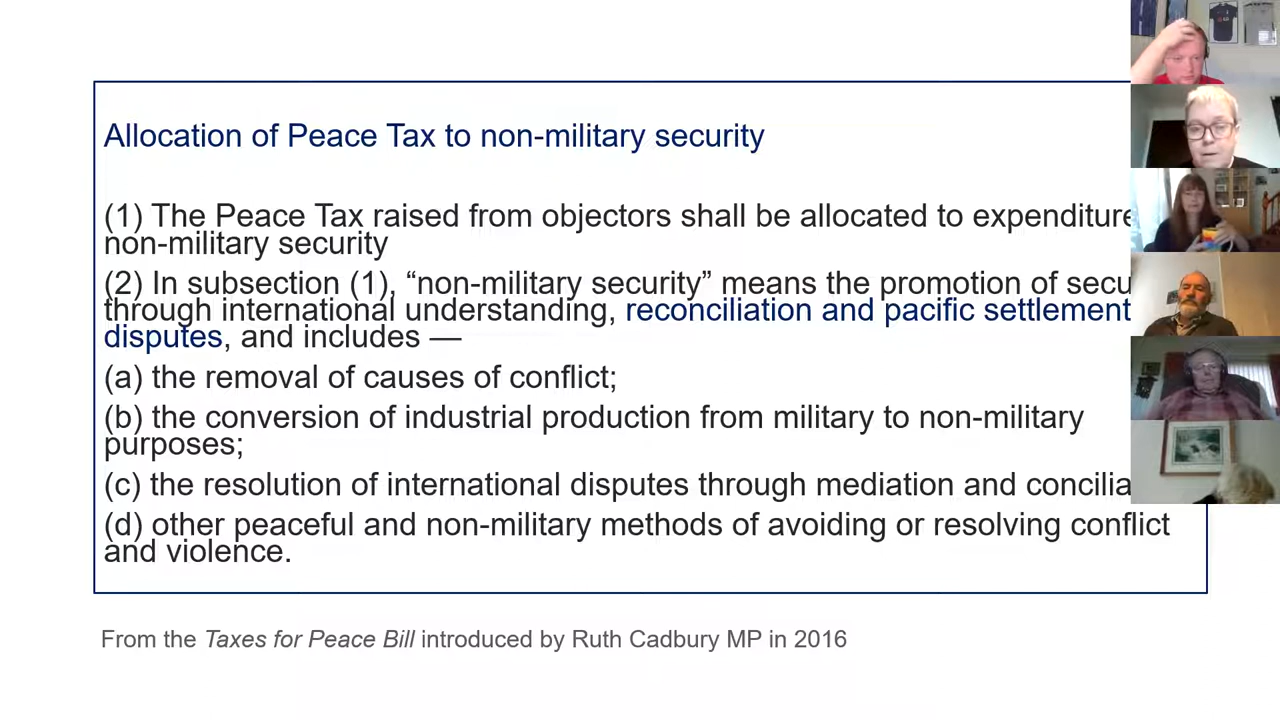 Allocation of Peace Tax to non-military security
(1) The Peace Tax raised from objectors shall be allocated to expenditure
non-military security
(2) In subsection (1), “non-military security” means the promotion of
through international understanding, reconciliation and pacific settlement
disputes, and includes —
(a) the removal of causes of conflict;
(b) the conversion of industrial production from military to non-military
purposes;
(c) the resolution of international disputes through mediation and
(d) other peaceful and non-military methods of avoiding or resolving conflict
and violence.
From the Taxes for Peace Bill introduced by Ruth Cadbury MP in 2016